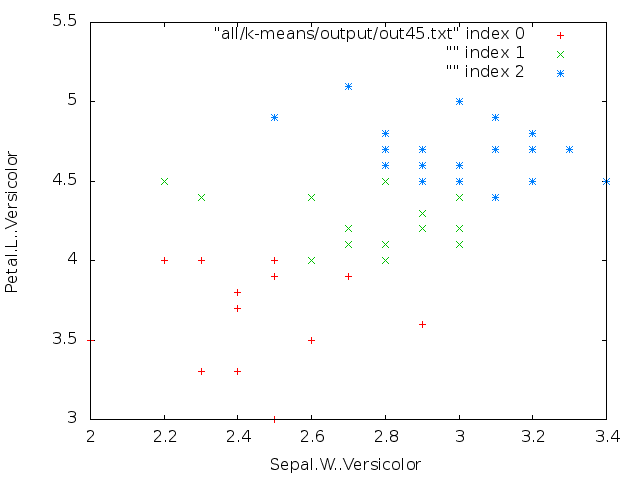 5.5
"all/k-means/output/out45.txt" index 0
"" index 1
"" index 2
5
4.5
4
3.5
3
2 2.2 2.4 2.6 2.8 3 3.2 3.4
Sepal.W..Versicolor
Petal.L..Versicolor